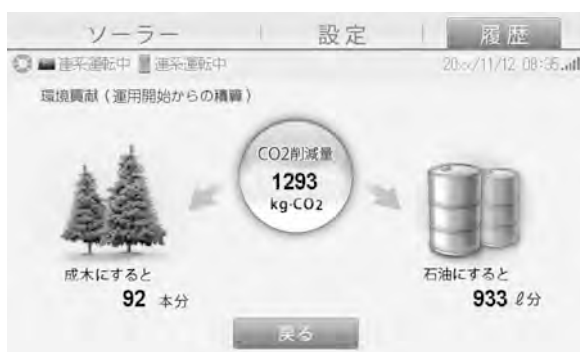 ソーラー 設定 履歴
連系運転中 連系運転中 20xx/11/12 08:35
環境貢献（運用開始からの積算）
CO2削減量
1293
kg-CO2
成木にすると
92 本分
石油にすると
933 ℓ分
戻る